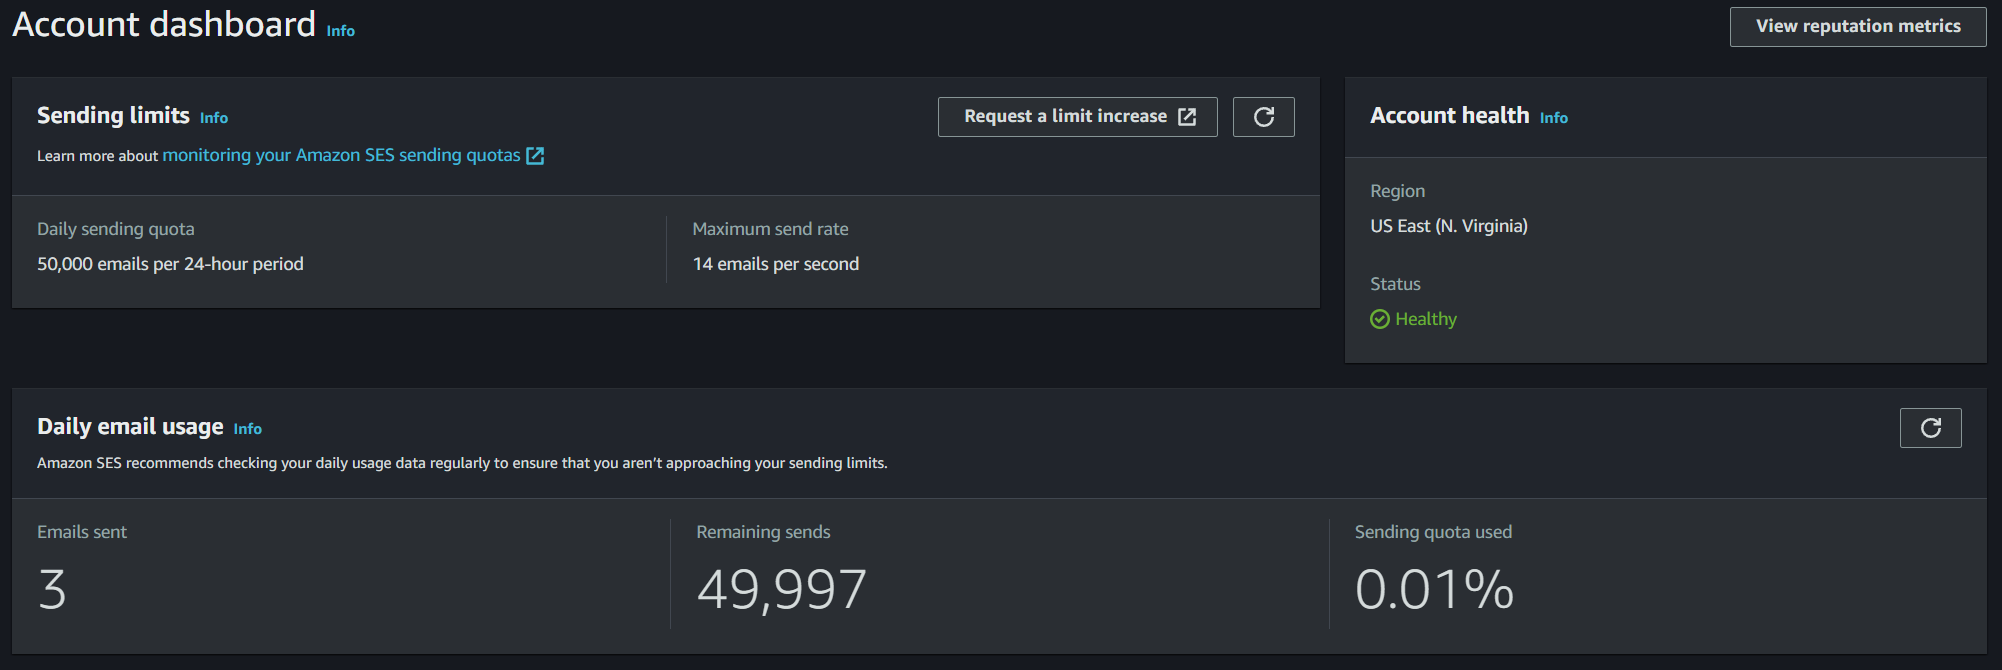 Account dashboard Info
View reputation metrics
Sending limits Info
Request a limit increase
Learn more about monitoring your Amazon SES sending quotas
Daily sending quota
50,000 emails per 24-hour period
Maximum send rate
14 emails per second
Account health Info
Region
US East (N. Virginia)
Status
Healthy
Daily email usage Info
Amazon SES recommends checking your daily usage data regularly to ensure that you aren't approaching your sending limits.
Emails sent
3
Remaining sends
49,997
Sending quota used
0.01%